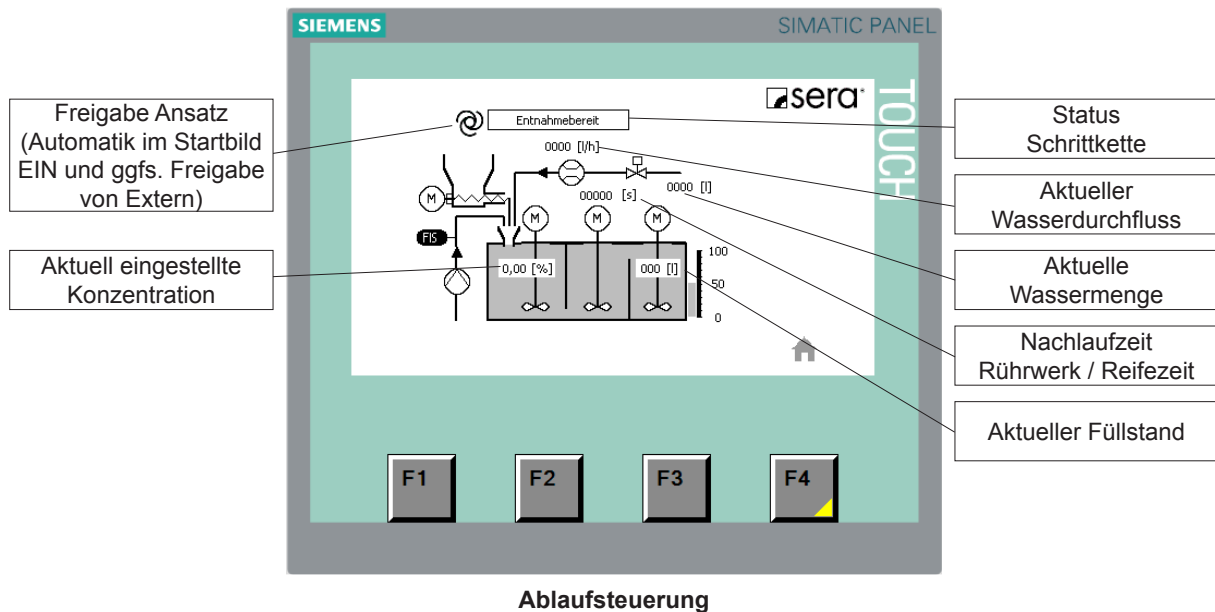 SIEMENS
SIMATIC PANEL
TOUCH
sera
Freigabe Ansatz
(Automatik im Startbild
EIN und ggfs. Freigabe
von Extern)
Aktuell eingestellte
Konzentration
Entnahmebereit
0000 [l/h]
0000 [l]
00000 [s]
M
M
M
M
FIS
0,00 [%]
000 [l]
100
50
0
Status
Schrittkette
Aktueller
Wasserdurchfluss
Aktuelle
Wassermenge
Nachlaufzeit
Rührwerk / Reifezeit
Aktueller Füllstand
F1
F2
F3
F4
Ablaufsteuerung